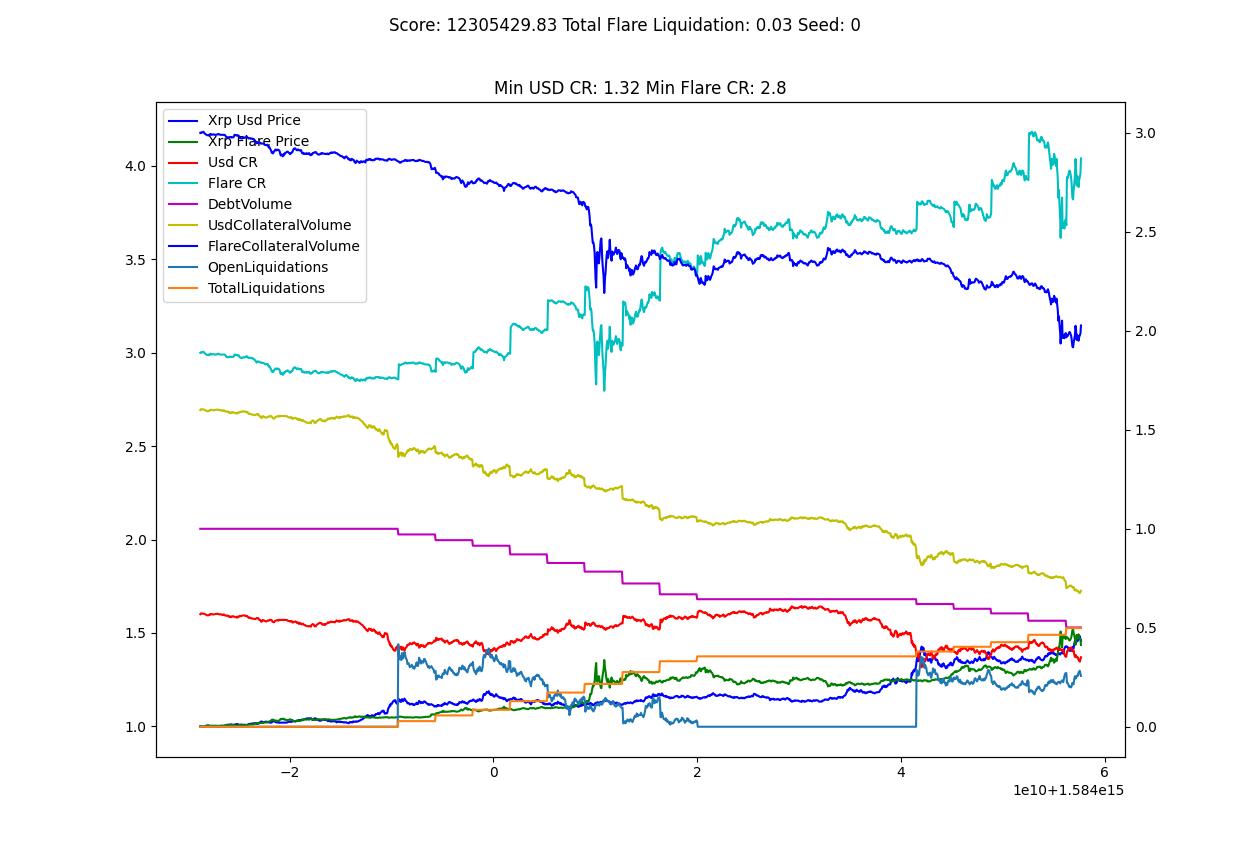 Score: 12305429.83 Total Flare Liquidation: 0.03 Seed: 0
Min USD CR: 1.32 Min Flare CR: 2.8
Xrp Usd Price
Xrp Flare Price
Usd CR
Flare CR
DebtVolume
UsdCollateralVolume
FlareCollateralVolume
OpenLiquidations
TotalLiquidations
4.0
3.5
3.0
2.5
2.0
1.5
1.0
3.0
2.5
2.0
1.5
1.0
0.5
0.0
−2 0 2 4 6
1e10+1.584e15